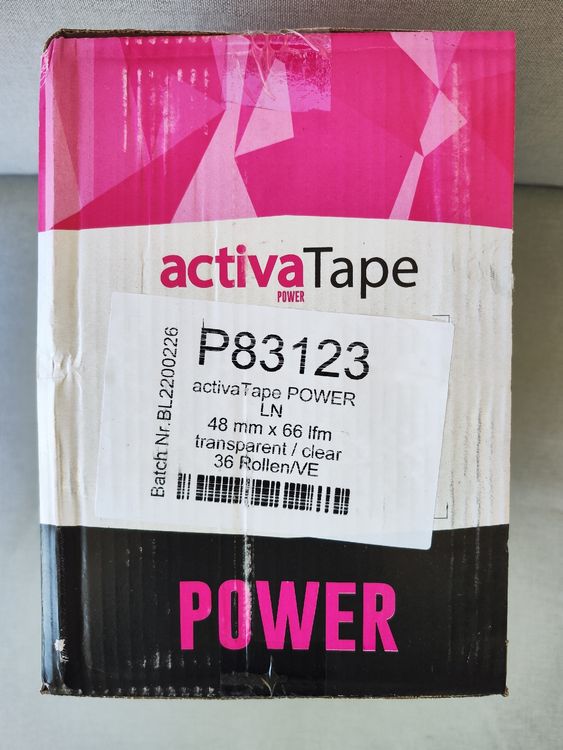 activaTape
POWER
P83123
activaTape POWER
LN
48 mm x 66 lfm
transparent / clear
36 Rollen/VE
Batch Nr.BL2200226
POWER